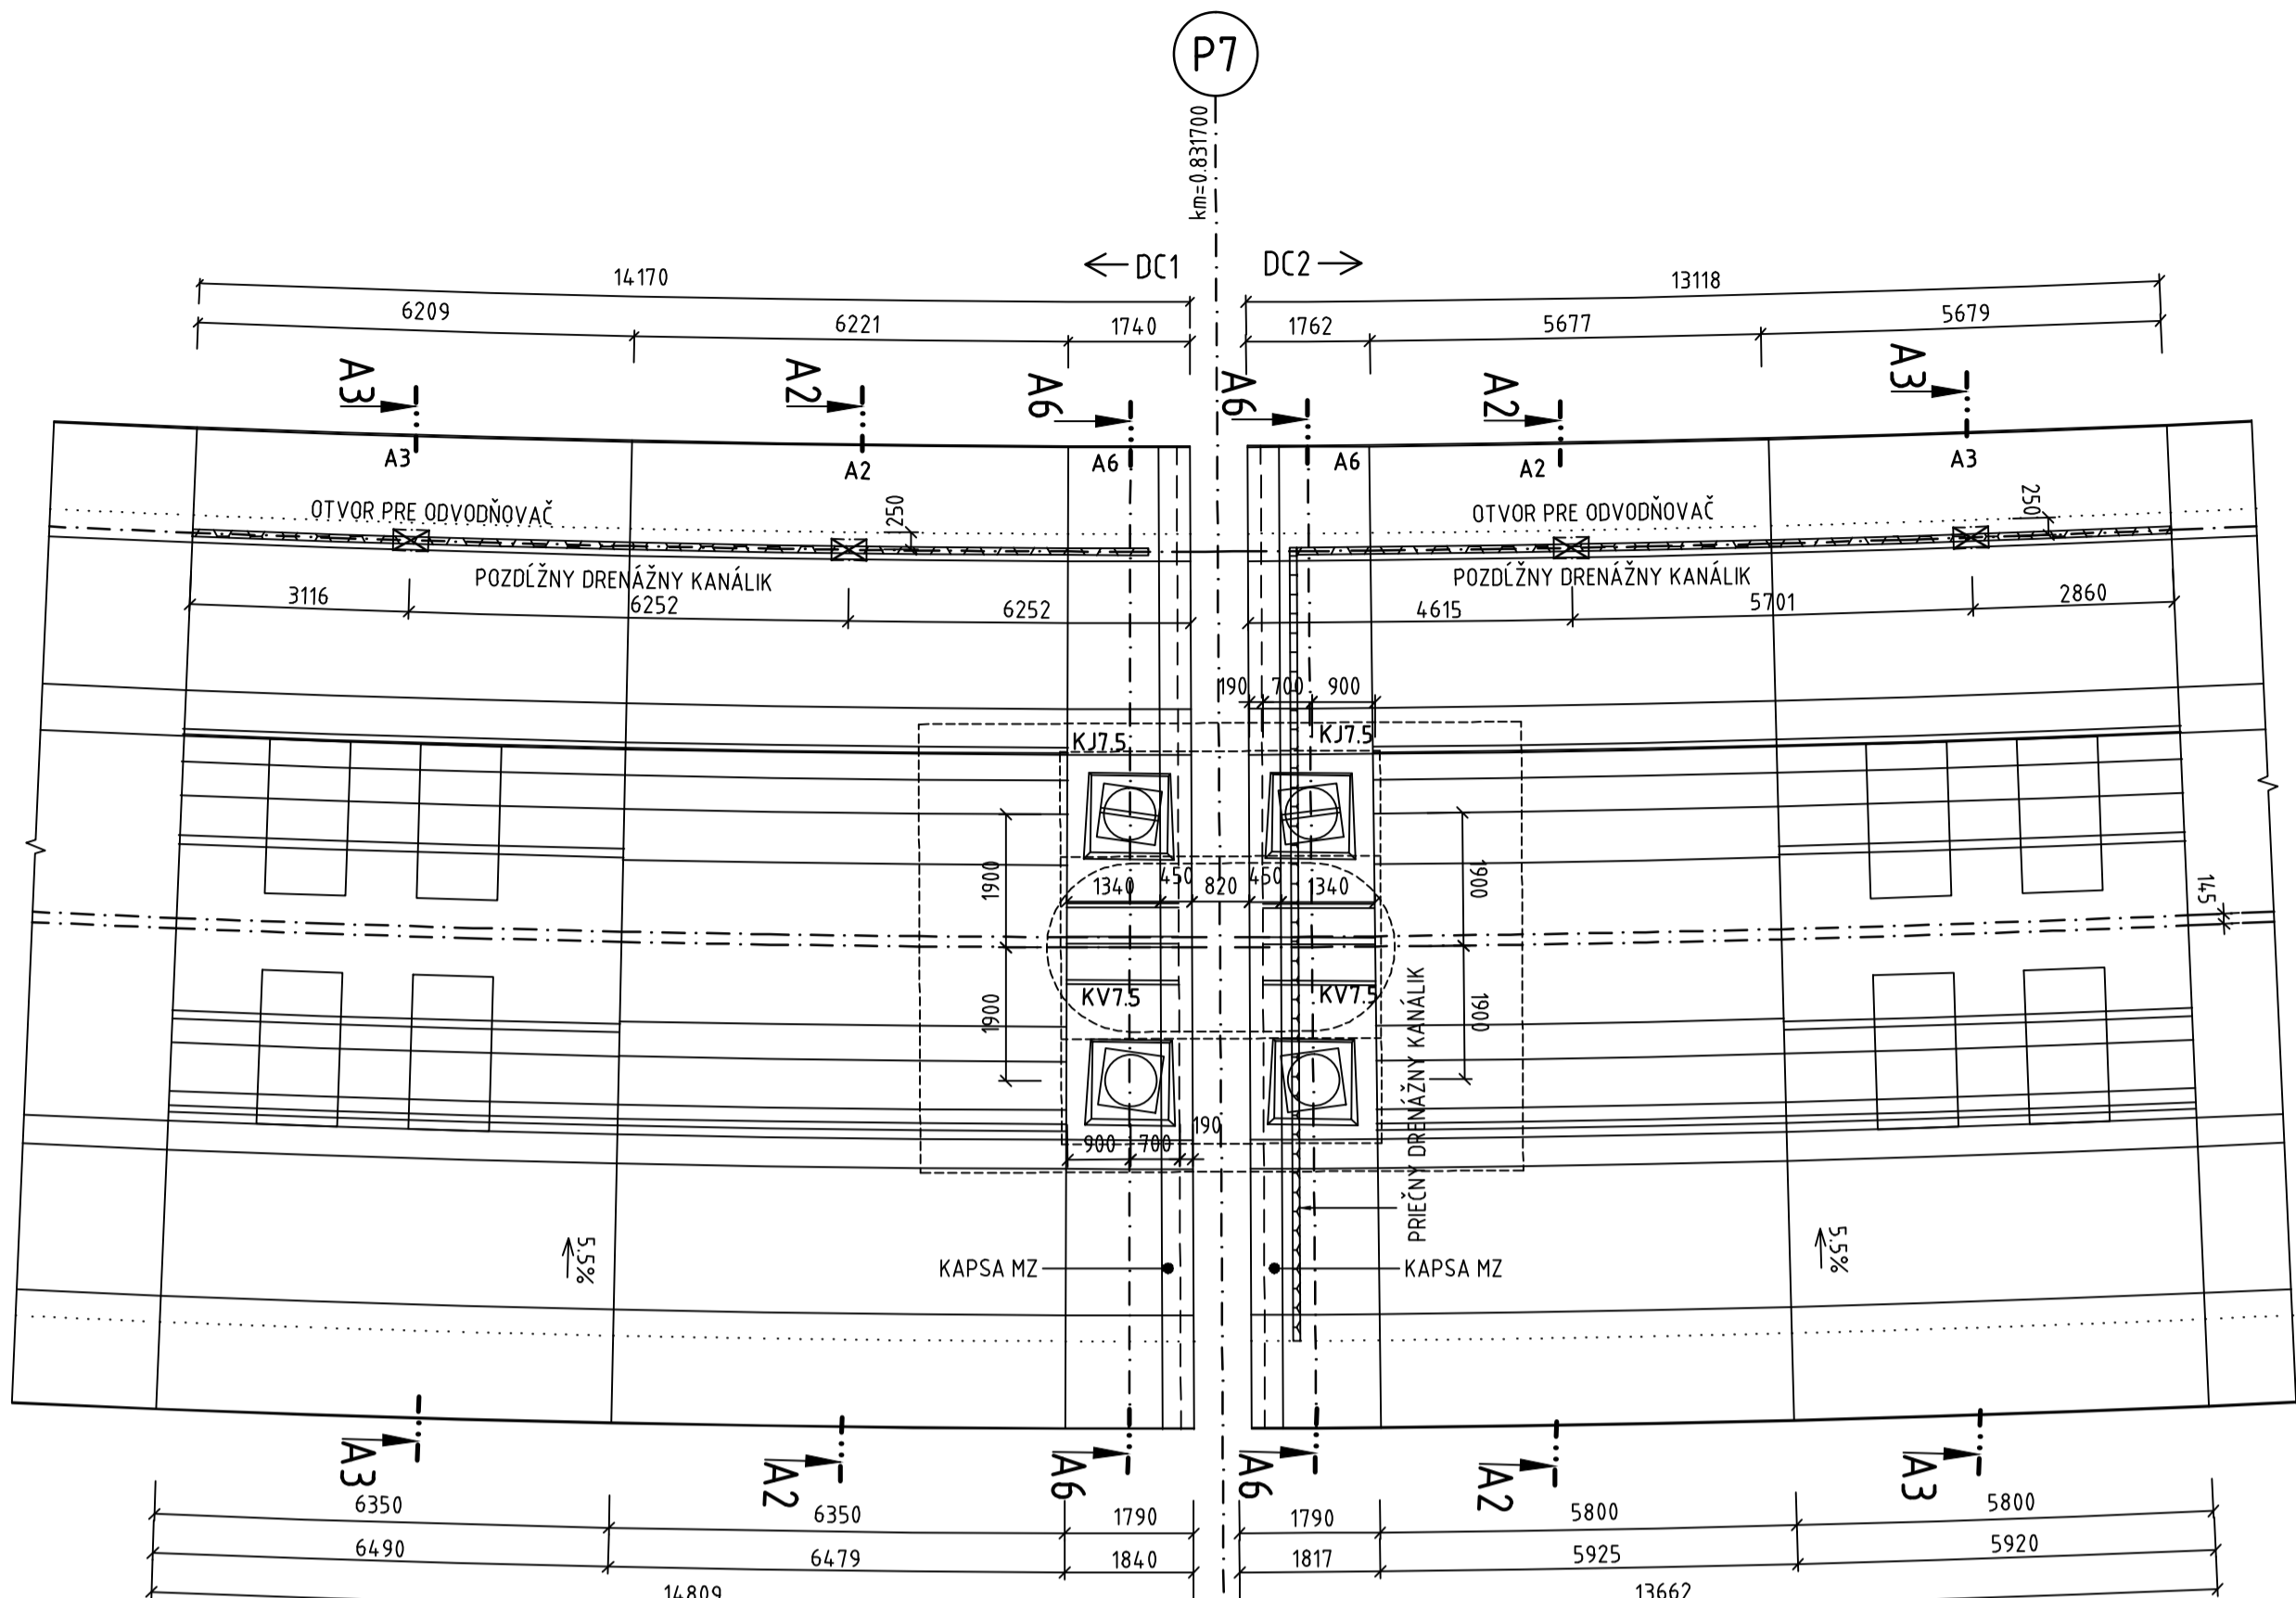 P7
km=0.831700
DC1 DC2
14170 13118
6209 6221 1740 1762 5677 5679
A3 A2 A6 A6 A2 A3
A3 A2 A6 A6 A2 A3
OTVOR PRE ODVODŇOVAČ 250 OTVOR PRE ODVODŇOVAČ 250
POZDĹŽNY DRENÁŽNY KANÁLIK POZDĹŽNY DRENÁŽNY KANÁLIK
3116 6252 6252 4615 5701 2860
190 700 900
KJ7.5 KJ7.5
1900 1340 450 820 450 1340 1900 145
1900 KV7.5 KV7.5 1900
900 700 190
PRIEČNY DRENÁŽNY KANÁLIK
5.5% KAPSA MZ KAPSA MZ 5.5%
A3 A2 A6 A6 A2 A3
6350 6350 1790 1790 5800 5800
6490 6479 1840 1817 5925 5920
14809 13662